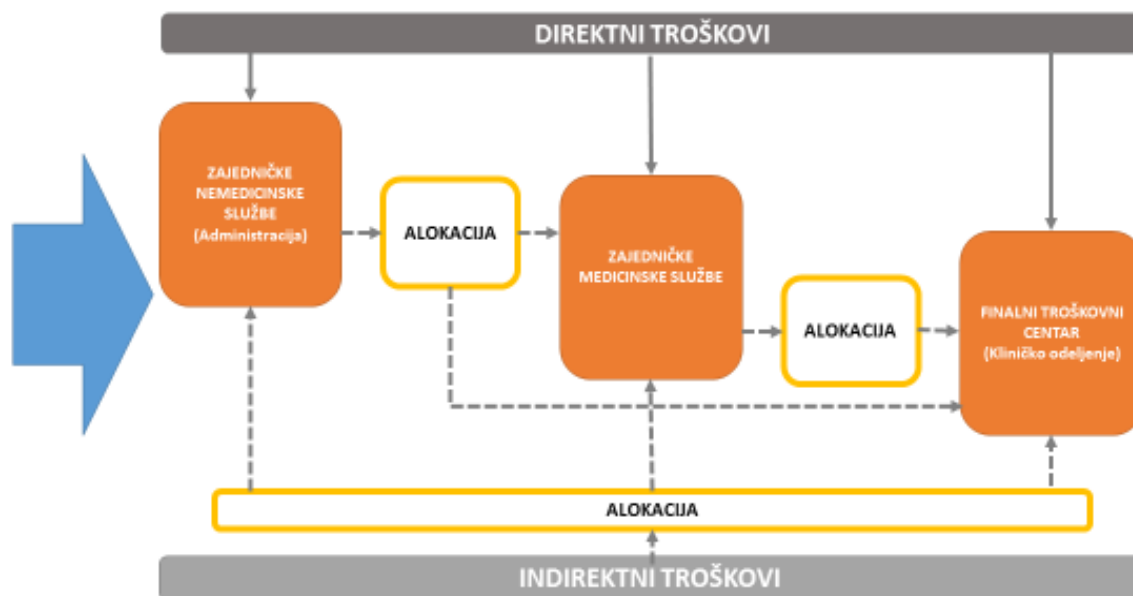 DIREKTNI TROŠKOVI
ZAJEDNIČKE
NEMEDICINSKE
SLUŽBE
(Administracija)
ALOKACIJA
ZAJEDNIČKE
MEDICINSKE SLUŽBE
ALOKACIJA
FINALNI TROŠKOVNI
CENTAR
(Kliničko odeljenje)
ALOKACIJA
INDIREKTNI TROŠKOVI